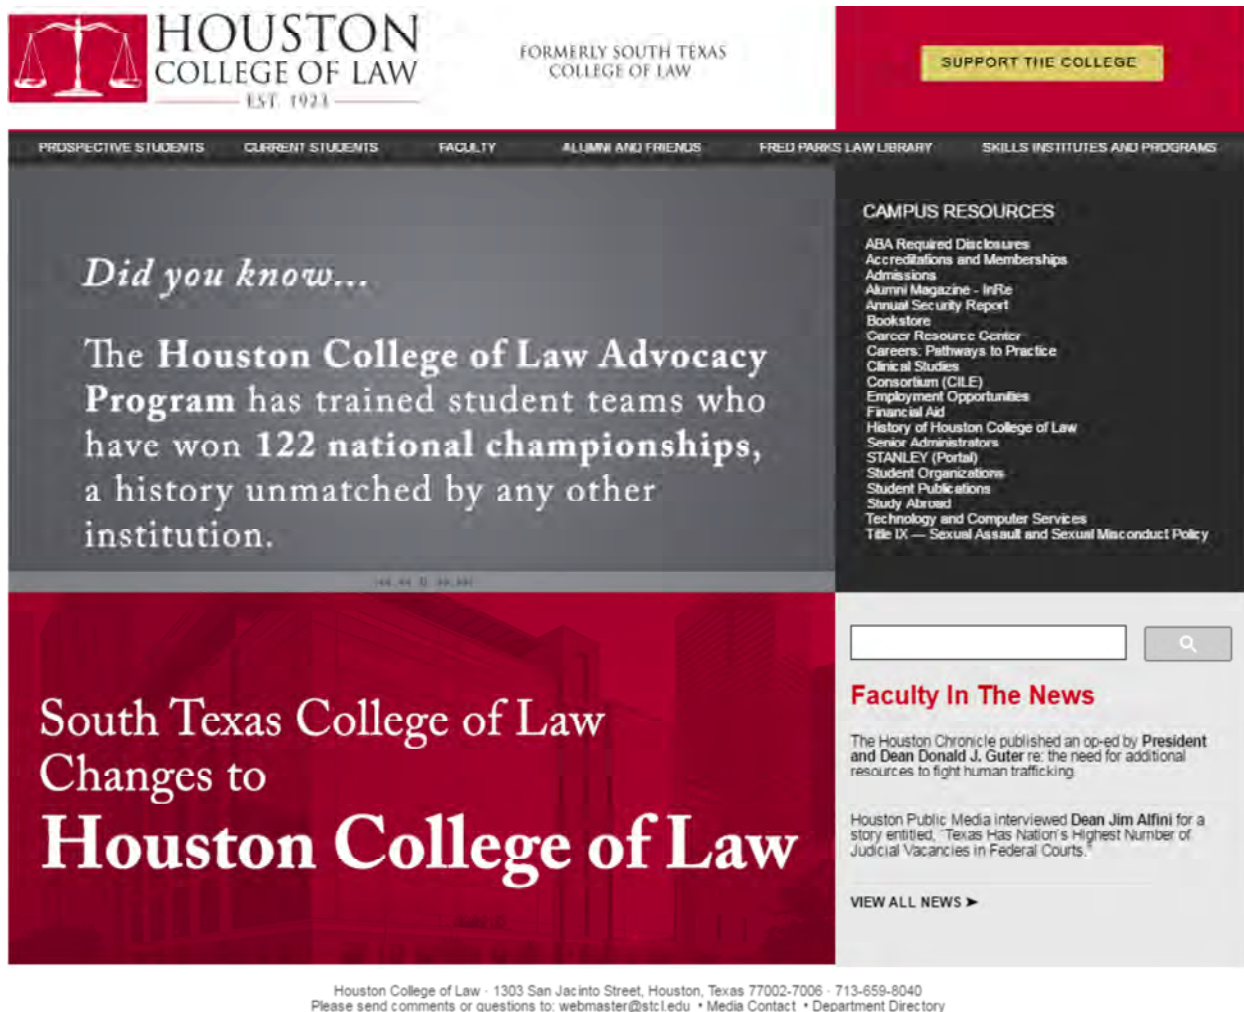 HOUSTON
COLLEGE OF LAW
EST. 1923
FORMERLY SOUTH TEXAS
COLLEGE OF LAW
SUPPORT THE COLLEGE
PROSPECTIVE STUDENTS CURRENT STUDENTS FACULTY ALUMNI AND FRIENDS FRED PARKS LAW LIBRARY SKILLS INSTITUTES AND PROGRAMS
Did you know...
The Houston College of Law Advocacy
Program has trained student teams who
have won 122 national championships,
a history unmatched by any other
institution.
CAMPUS RESOURCES
ABA Required Disclosures
Accreditations and Memberships
Admissions
Alumni Magazine - InRe
Annual Security Report
Bookstore
Career Resource Center
Careers: Pathways to Practice
Clinical Studies
Consortium (CILE)
Employment Opportunities
Financial Aid
History of Houston College of Law
Senior Administrators
STANLEY (Portal)
Student Organizations
Student Publications
Study Abroad
Technology and Computer Services
Title IX — Sexual Assault and Sexual Misconduct Policy
South Texas College of Law
Changes to
Houston College of Law
Faculty In The News
The Houston Chronicle published an op-ed by President
and Dean Donald J. Guter re: the need for additional
resources to fight human trafficking
Houston Public Media interviewed Dean Jim Alfini for a
story entitled, "Texas Has Nation's Highest Number of
Judicial Vacancies in Federal Courts."
VIEW ALL NEWS ➤
Houston College of Law · 1303 San Jacinto Street, Houston, Texas 77002-7006 · 713-659-8040
Please send comments or questions to: webmaster@stcl.edu • Media Contact • Department Directory